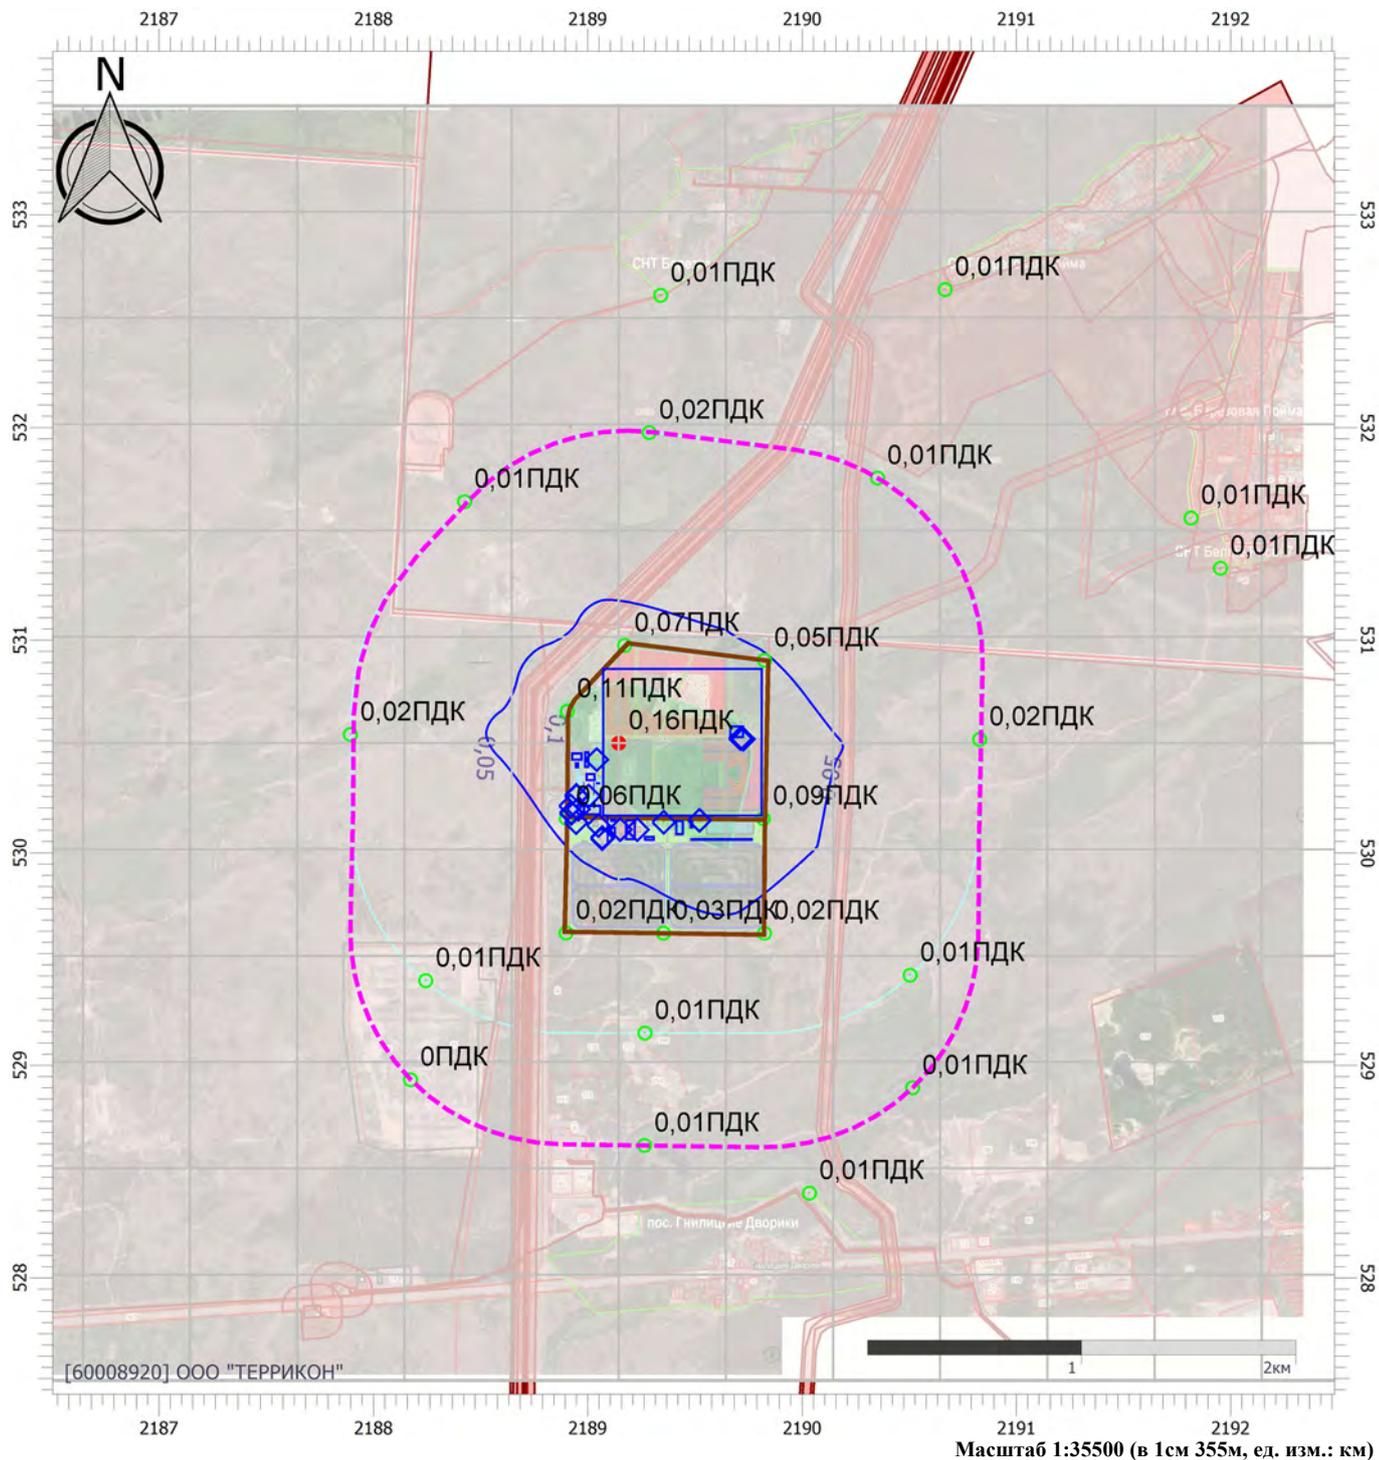 2187 2188 2189 2190 2191 2192
N
533 533
СНТ
0,01ПДК 0,01ПДК
0,02ПДК
532 532
0,01ПДК
0,01ПДК
0,01ПДК
0,01ПДК
531 531
0,07ПДК
0,05ПДК
0,11ПДК
0,02ПДК 0,16ПДК 0,02ПДК
0,1
0,05
0,05
0,06ПДК 0,09ПДК
530 530
0,02ПДК 0,03ПДК 0,02ПДК
0,01ПДК 0,01ПДК
0,01ПДК
529 529
0ПДК 0,01ПДК
0,01ПДК
0,01ПДК
пос. Гнилицкие Дворики
528 528
1 2км
[60008920] ООО "ТЕРРИКОН"
2187 2188 2189 2190 2191 2192
Масштаб 1:35500 (в 1см 355м, ед. изм.: км)